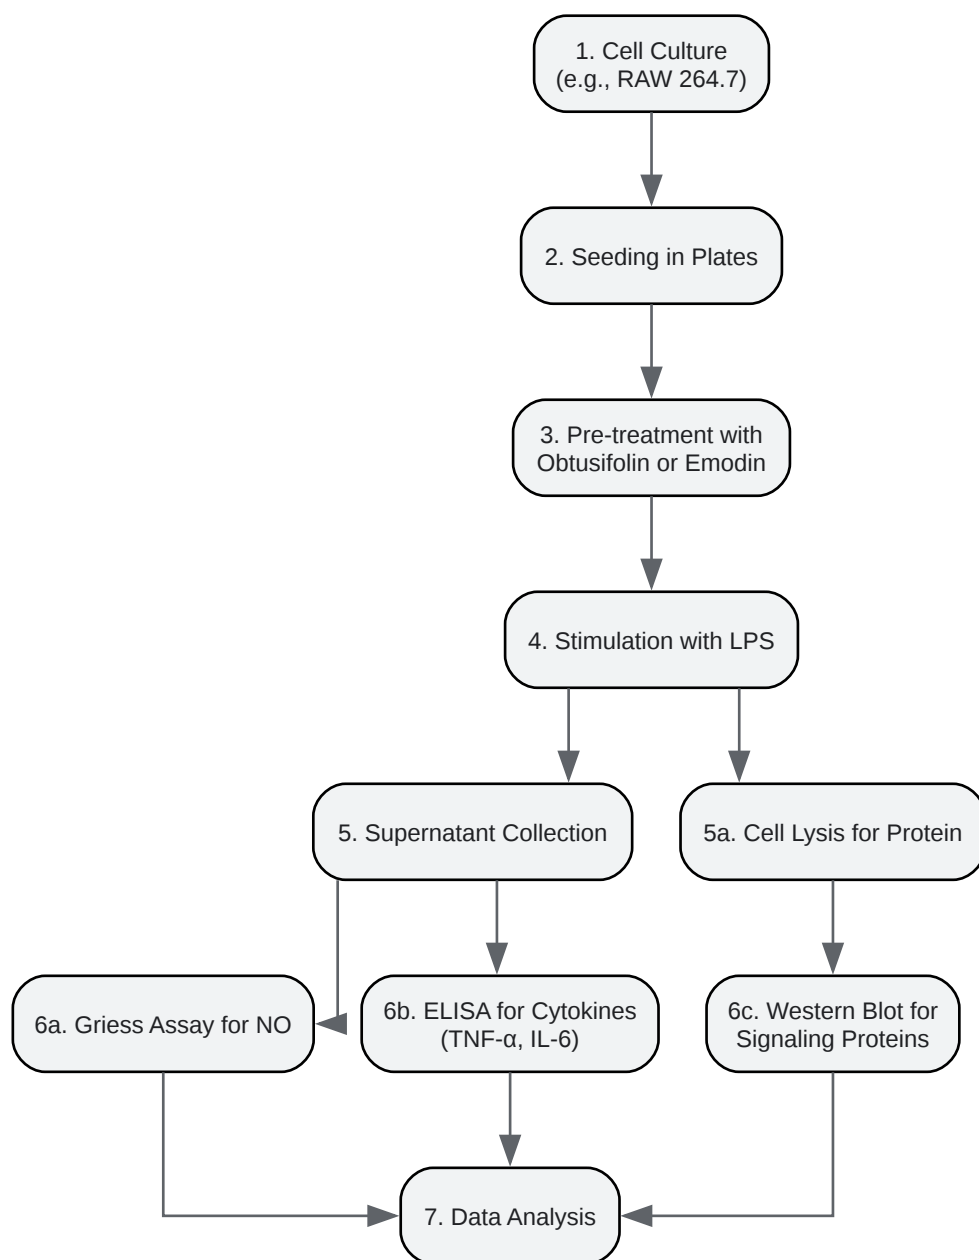 1. Cell Culture
(e.g., RAW 264.7)
2. Seeding in Plates
3. Pre-treatment with
Obtusifolin or Emodin
4. Stimulation with LPS
5. Supernatant Collection
5a. Cell Lysis for Protein
6a. Griess Assay for NO
6b. ELISA for Cytokines
(TNF-α, IL-6)
6c. Western Blot for
Signaling Proteins
7. Data Analysis